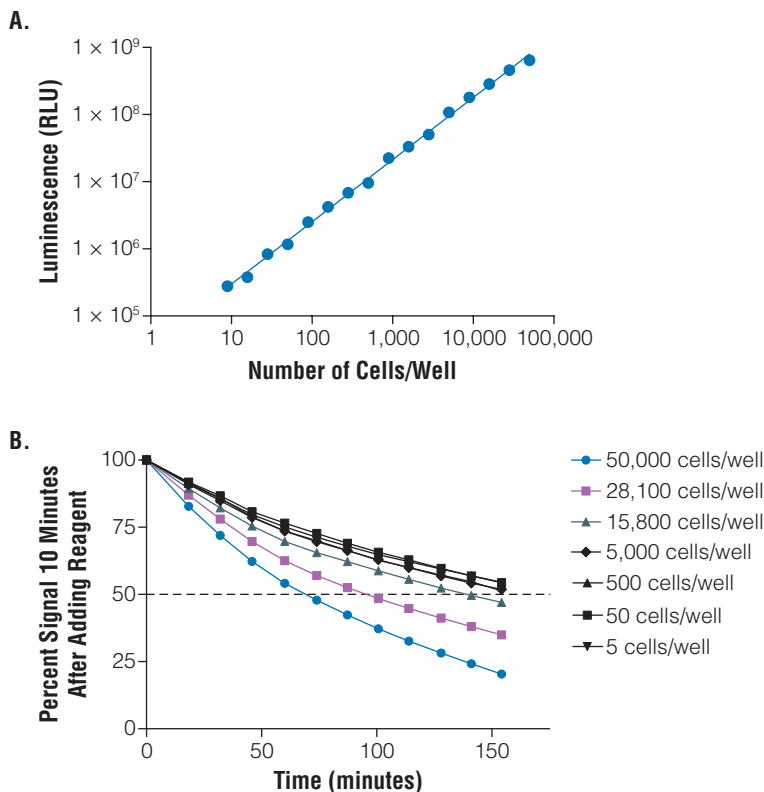 A.
Luminescence (RLU)
1 × 10⁹
1 × 10⁸
1 × 10⁷
1 × 10⁶
1 × 10⁵
1 10 100 1,000 10,000 100,000
Number of Cells/Well
B.
Percent Signal 10 Minutes
After Adding Reagent
100
75
50
25
0
0 50 100 150
Time (minutes)
50,000 cells/well
28,100 cells/well
15,800 cells/well
5,000 cells/well
500 cells/well
50 cells/well
5 cells/well